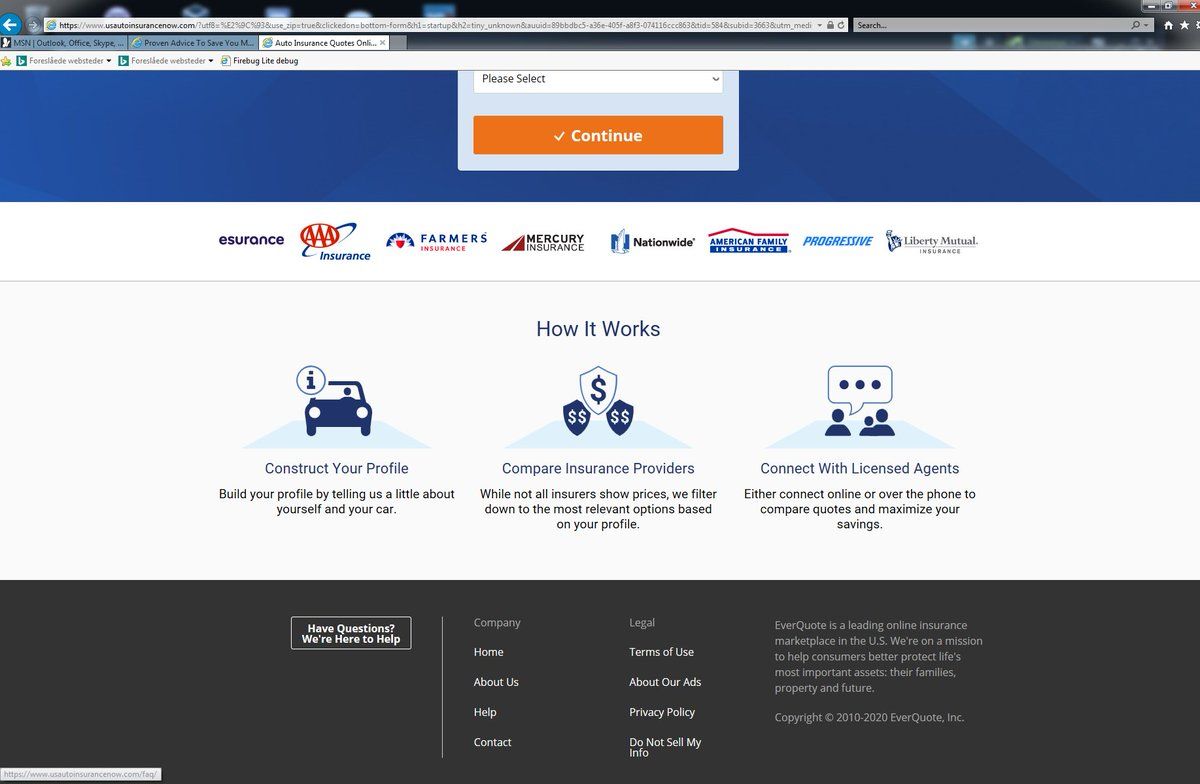 https://www.usautoinsurancenow.com/?utf8=%E2%9C%93&use_zip=true&clickedon=bottom-form&h1=startup&h2=tiny_unknown&auuid=89bbdbc5-a36e-405f-a8f3-074116ccc863&tid=584&subid=3663&utm_medi
Search...
MSN | Outlook, Office, Skype, ...
Proven Advice To Save You M...
Auto Insurance Quotes Onli...
Foreslåede websteder
Foreslåede websteder
Firebug Lite debug
Please Select
Continue
esurance
AAA
Insurance
FARMERS
INSURANCE
MERCURY
INSURANCE
Nationwide®
AMERICAN FAMILY
INSURANCE
PROGRESSIVE
Liberty Mutual.
INSURANCE
How It Works
i
$
$$ $$
Construct Your Profile
Build your profile by telling us a little about
yourself and your car.
Compare Insurance Providers
While not all insurers show prices, we filter
down to the most relevant options based
on your profile.
Connect With Licensed Agents
Either connect online or over the phone to
compare quotes and maximize your
savings.
Have Questions?
We're Here to Help
Company
Home
About Us
Help
Contact
Legal
Terms of Use
About Our Ads
Privacy Policy
Do Not Sell My
Info
EverQuote is a leading online insurance
marketplace in the U.S. We're on a mission
to help consumers better protect life's
most important assets: their families,
property and future.
Copyright © 2010-2020 EverQuote, Inc.
https://www.usautoinsurancenow.com/faq/